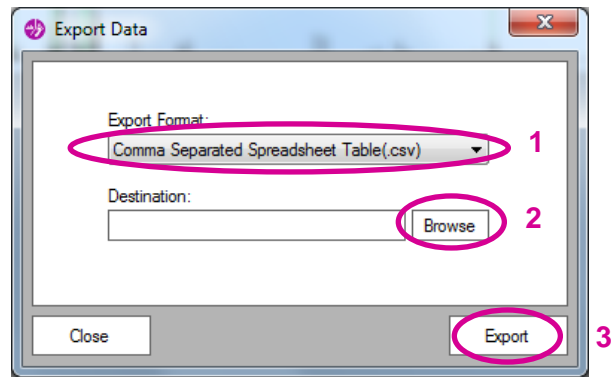 Export Data
Export Format:
Comma Separated Spreadsheet Table(.csv)
1
Destination:
Browse
2
Close
Export
3